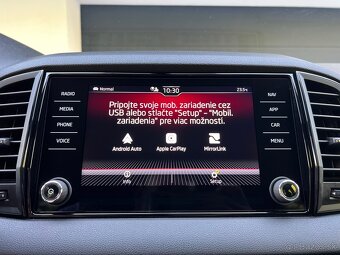 RADIO
MEDIA
PHONE
VOICE
Normal
10:30
23.5°c
Pripojte svoje mob. zariadenie cez
USB alebo stlačte "Setup" - "Mobil.
zariadenia" pre viac možností.
Android Auto
Apple CarPlay
MirrorLink
Info
Setup
NAV
APP
CAR
MENU